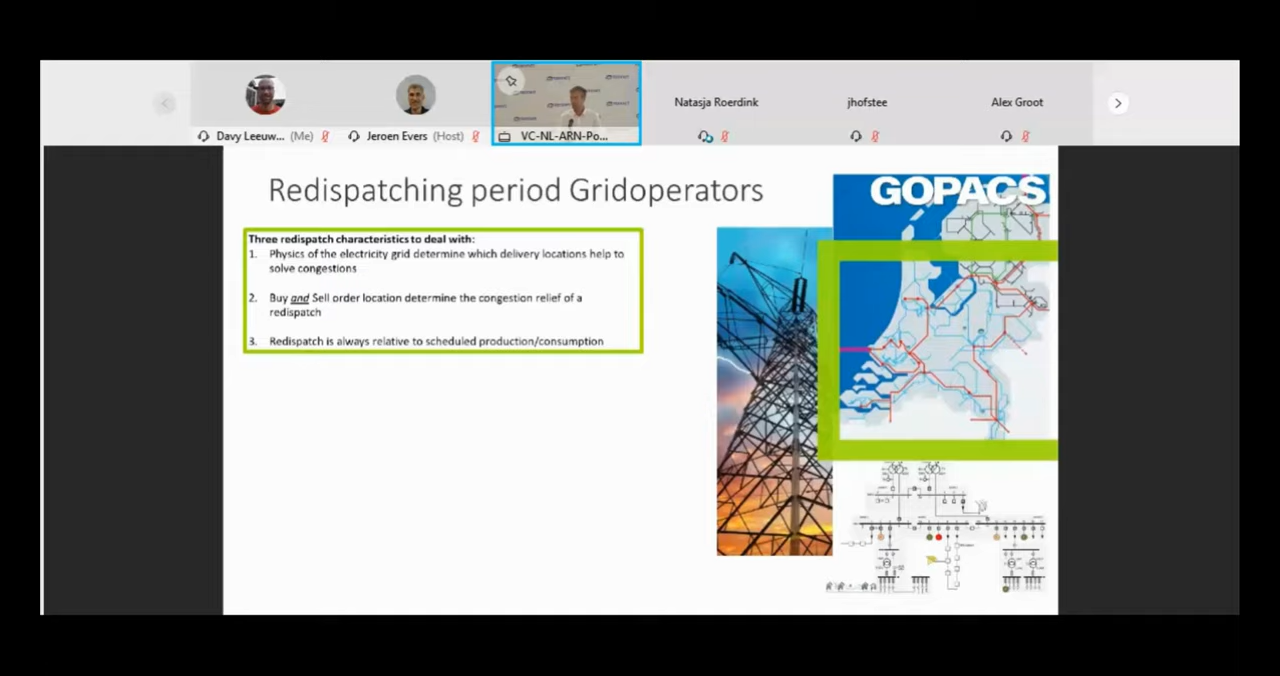 Natasja Roerdink
jhofstee
Alex Groot
Davy Leeuw... (Me)
Jeroen Evers (Host)
VC-NL-ARN-Po...
Redispatching period Gridoperators
GOPACS
Three redispatch characteristics to deal with:
1. Physics of the electricity grid determine which delivery locations help to
solve congestions
2. Buy and Sell order location determine the congestion relief of a
redispatch
3. Redispatch is always relative to scheduled production/consumption